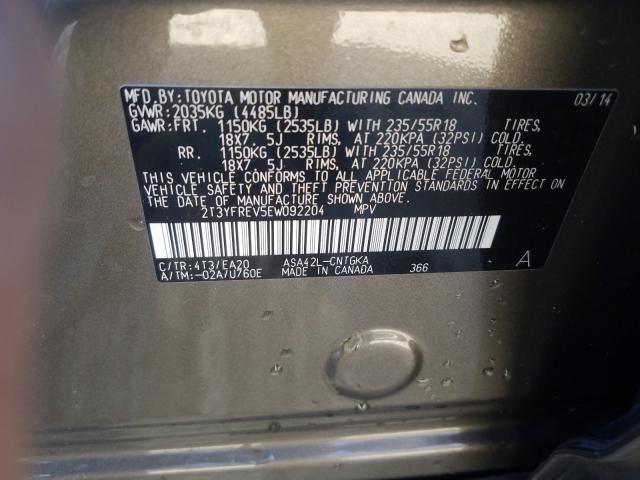 MFD.BY:TOYOTA MOTOR MANUFACTURING CANADA INC. 03/14
GVWR:2035KG (4485LB)
GAWR:FRT. 1150KG (2535LB) WITH 235/55R18 TIRES,
18X7.5J RIMS, AT 220KPA (32PSI) COLD
RR. 1150KG (2535LB) WITH 235/55R18 TIRES,
18X7.5J RIMS, AT 220KPA (32PSI) COLD.
THIS VEHICLE CONFORMS TO ALL APPLICABLE FEDERAL MOTOR
VEHICLE SAFETY AND THEFT PREVENTION STANDARDS IN EFFECT ON
THE DATE OF MANUFACTURE SHOWN ABOVE.
2T3YFREV5EW092204 MPV
C/TR:4T3/EA20 ASA42L-CNTGKA
A/TM:-02A/U760E MADE IN CANADA 366 A